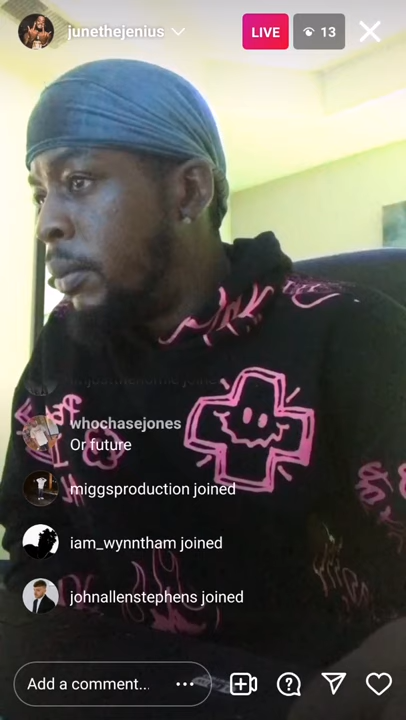 junethejenius
LIVE
13
whochasejones
Or future
miggsproduction joined
iam_wynntham joined
johnallenstephens joined
Add a comment...